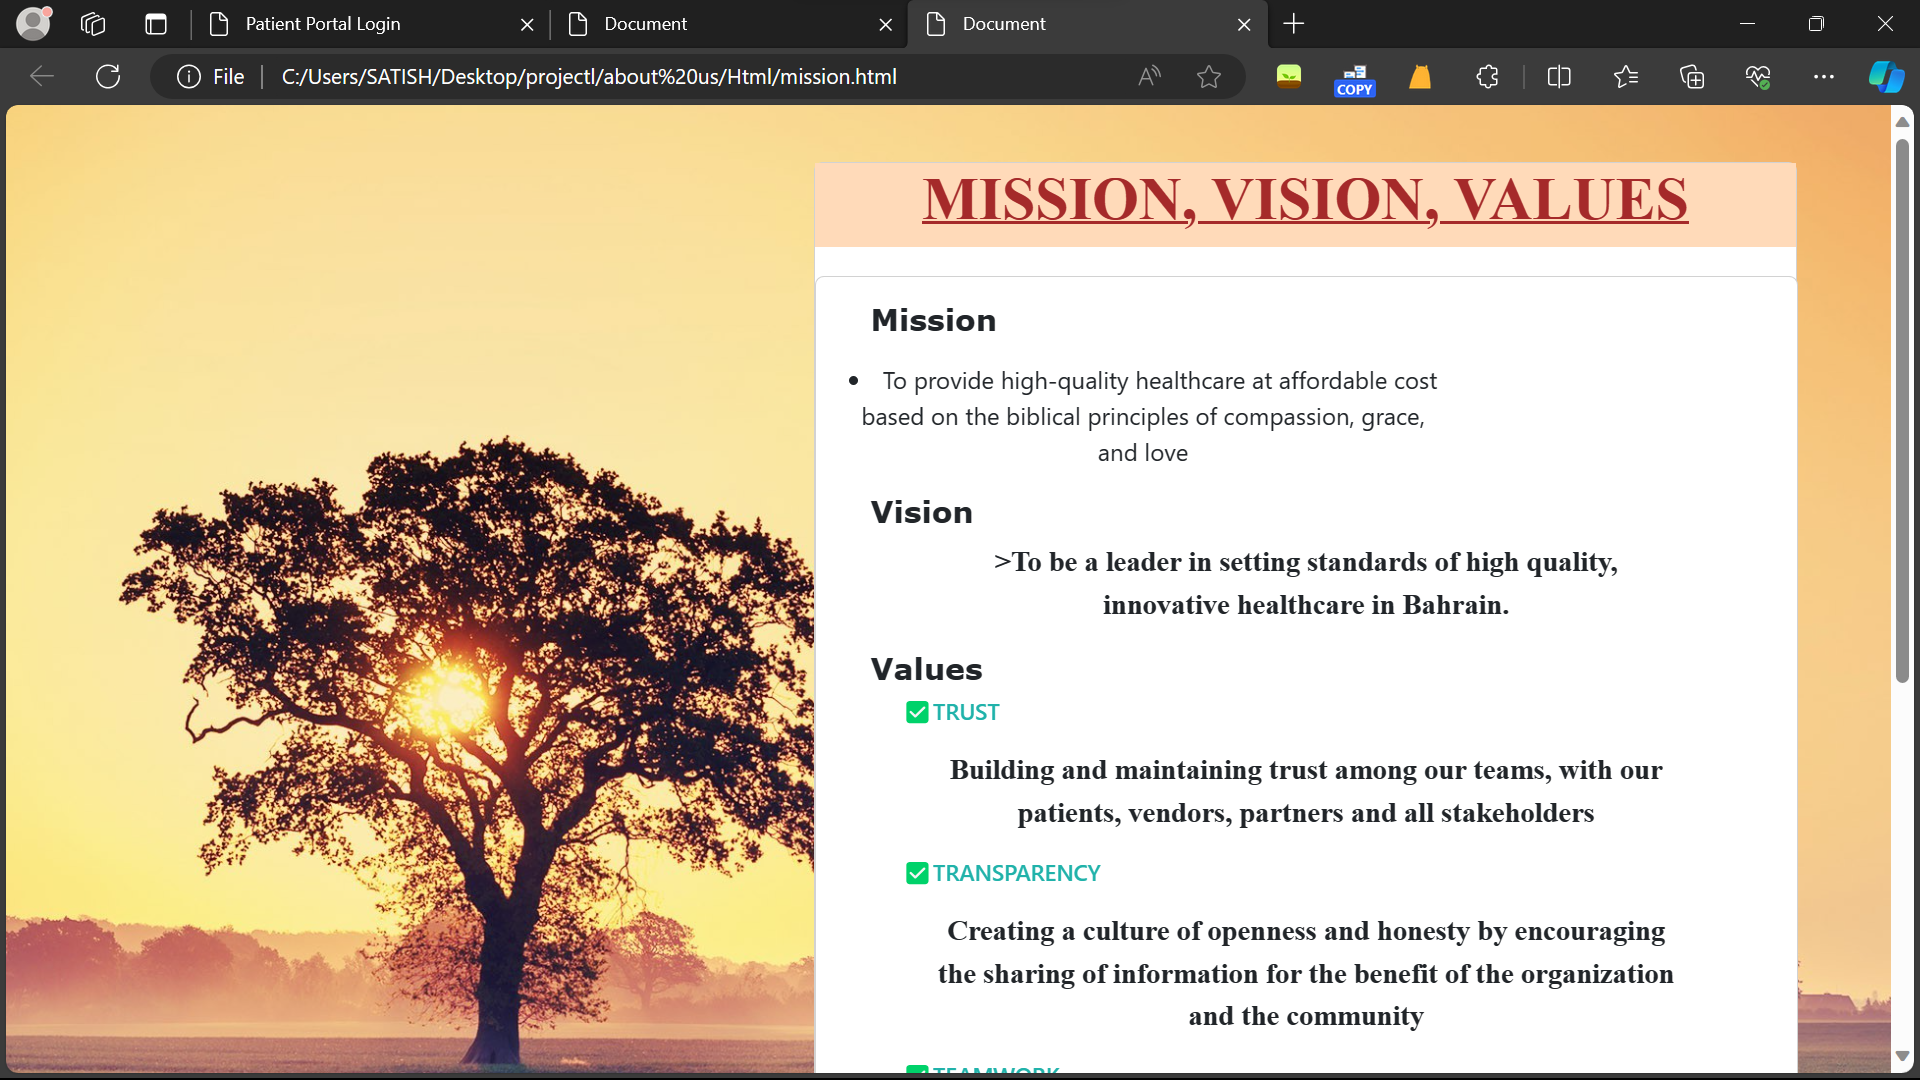 Patient Portal Login
Document
Document
File
C:/Users/SATISH/Desktop/projectl/about%20us/Html/mission.html
COPY
MISSION, VISION, VALUES
Mission
• To provide high-quality healthcare at affordable cost
based on the biblical principles of compassion, grace,
and love
Vision
>To be a leader in setting standards of high quality,
innovative healthcare in Bahrain.
Values
✅TRUST
Building and maintaining trust among our teams, with our
patients, vendors, partners and all stakeholders
✅TRANSPARENCY
Creating a culture of openness and honesty by encouraging
the sharing of information for the benefit of the organization
and the community
✅TEAMWORK